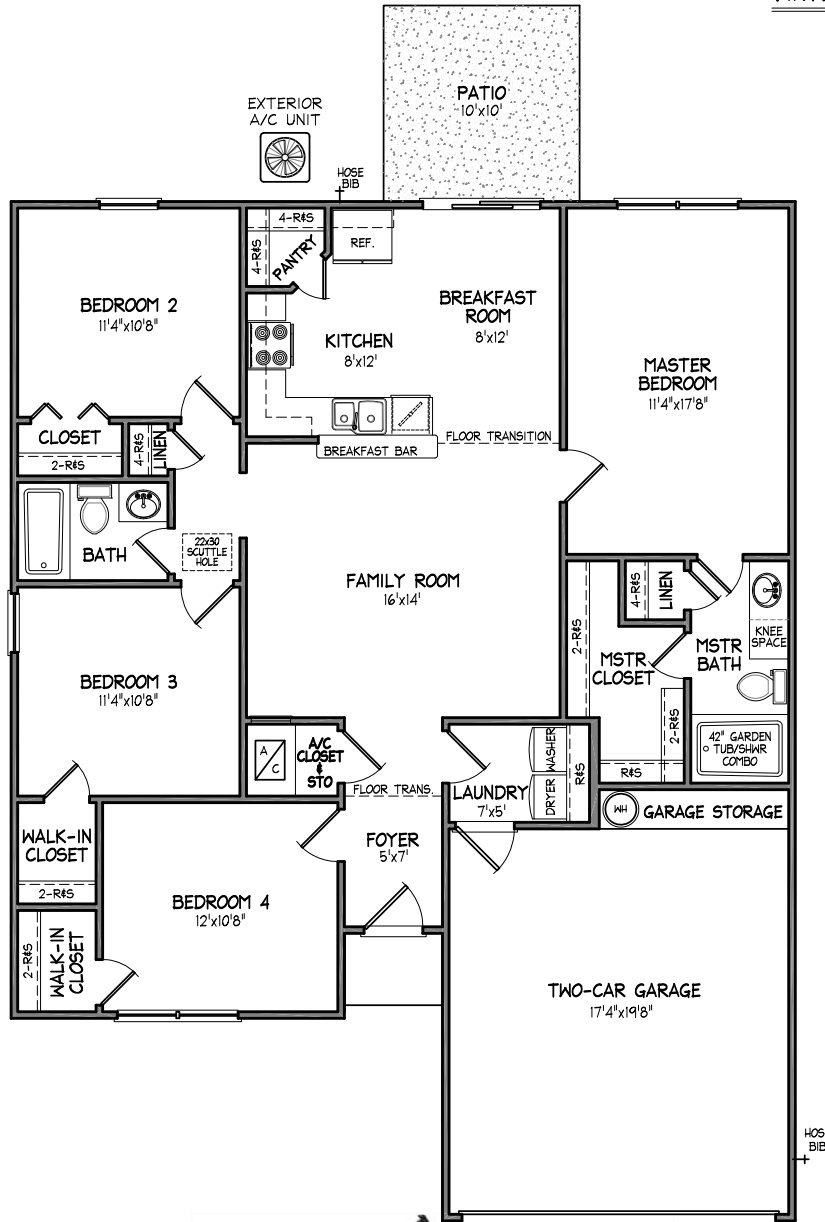 PATIO
10'x10'
EXTERIOR
A/C UNIT
HOSE
BIB
4-R&S
4-R&S
PANTRY
REF.
BEDROOM 2
11'4"x10'8"
BREAKFAST
ROOM
8'x12'
KITCHEN
8'x12'
MASTER
BEDROOM
11'4"x17'8"
CLOSET
2-R&S
4-R&S
LINEN
FLOOR TRANSITION
BREAKFAST BAR
BATH
22x30
SCUTTLE
HOLE
FAMILY ROOM
16'x14'
4-R&S
LINEN
KNEE
SPACE
2-R&S
MSTR
CLOSET
MSTR
BATH
BEDROOM 3
11'4"x10'8"
2-R&S
42" GARDEN
TUB/SHWR
COMBO
R&S
A
C
A/C
CLOSET
&
STO
WASHER
DRYER
R&S
LAUNDRY
7'x5'
FLOOR TRANS.
WH
GARAGE STORAGE
WALK-IN
CLOSET
2-R&S
FOYER
5'x7'
BEDROOM 4
12'x10'8"
2-R&S
WALK-IN
CLOSET
TWO-CAR GARAGE
17'4"x19'8"
HOS
BIB